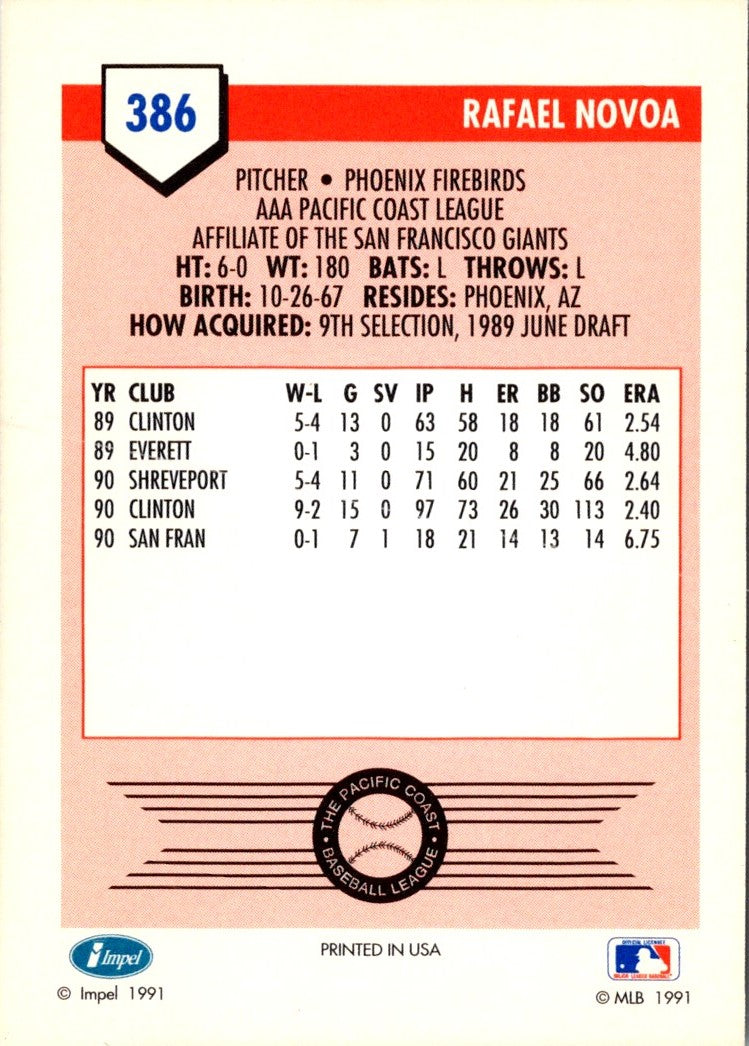 386
RAFAEL NOVOA
PITCHER • PHOENIX FIREBIRDS
AAA PACIFIC COAST LEAGUE
AFFILIATE OF THE SAN FRANCISCO GIANTS
HT: 6-0 WT: 180 BATS: L THROWS: L
BIRTH: 10-26-67 RESIDES: PHOENIX, AZ
HOW ACQUIRED: 9TH SELECTION, 1989 JUNE DRAFT
YR CLUB W-L G SV IP H ER BB SO ERA
89 CLINTON 5-4 13 0 63 58 18 18 61 2.54
89 EVERETT 0-1 3 0 15 20 8 8 20 4.80
90 SHREVEPORT 5-4 11 0 71 60 21 25 66 2.64
90 CLINTON 9-2 15 0 97 73 26 30 113 2.40
90 SAN FRAN 0-1 7 1 18 21 14 13 14 6.75
THE PACIFIC COAST
• BASEBALL LEAGUE •
Impel
PRINTED IN USA
OFFICIAL LICENSEE
MAJOR LEAGUE BASEBALL
© Impel 1991
© MLB 1991